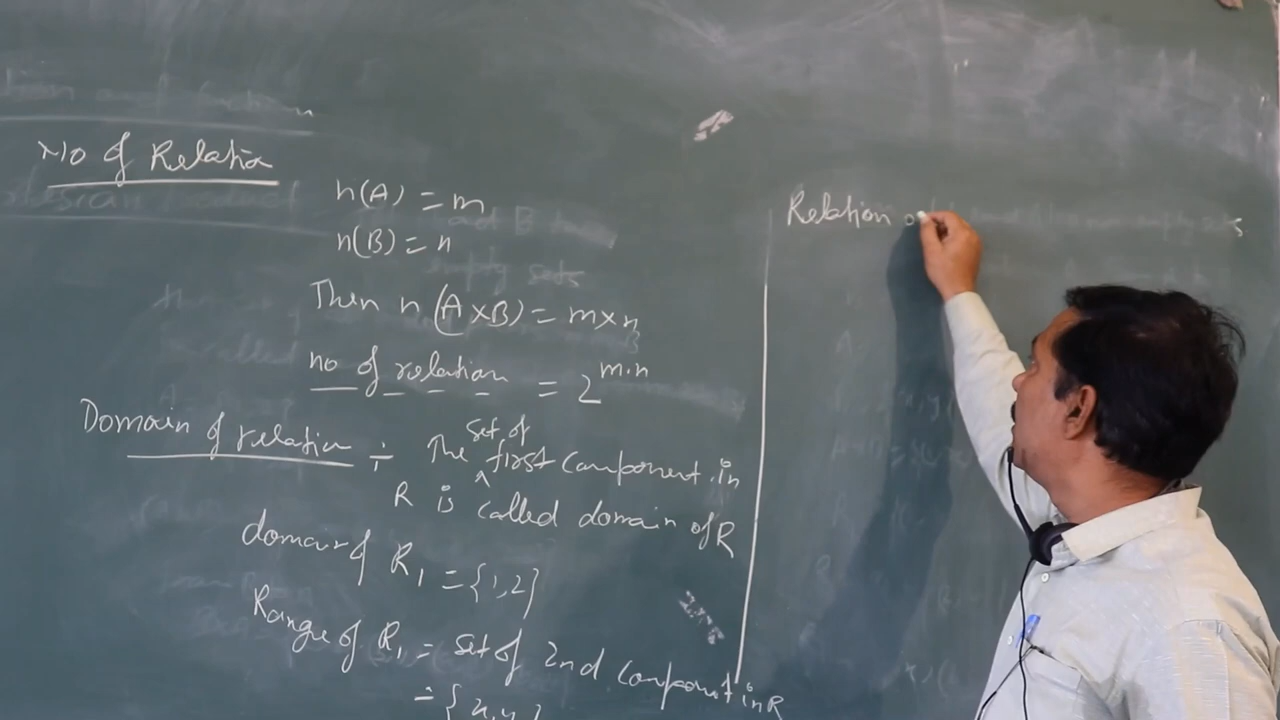 No of Relatio
n(A) = m
n(B) = n
Then n(A×B) = m×n
no of relation = 2^m.n
Domain of relation ÷ The set of first Component in
R is called domain of R
domain of R₁ = {1,2}
Range of R₁ = set of 2nd component in R
= {x,y}
Relation o